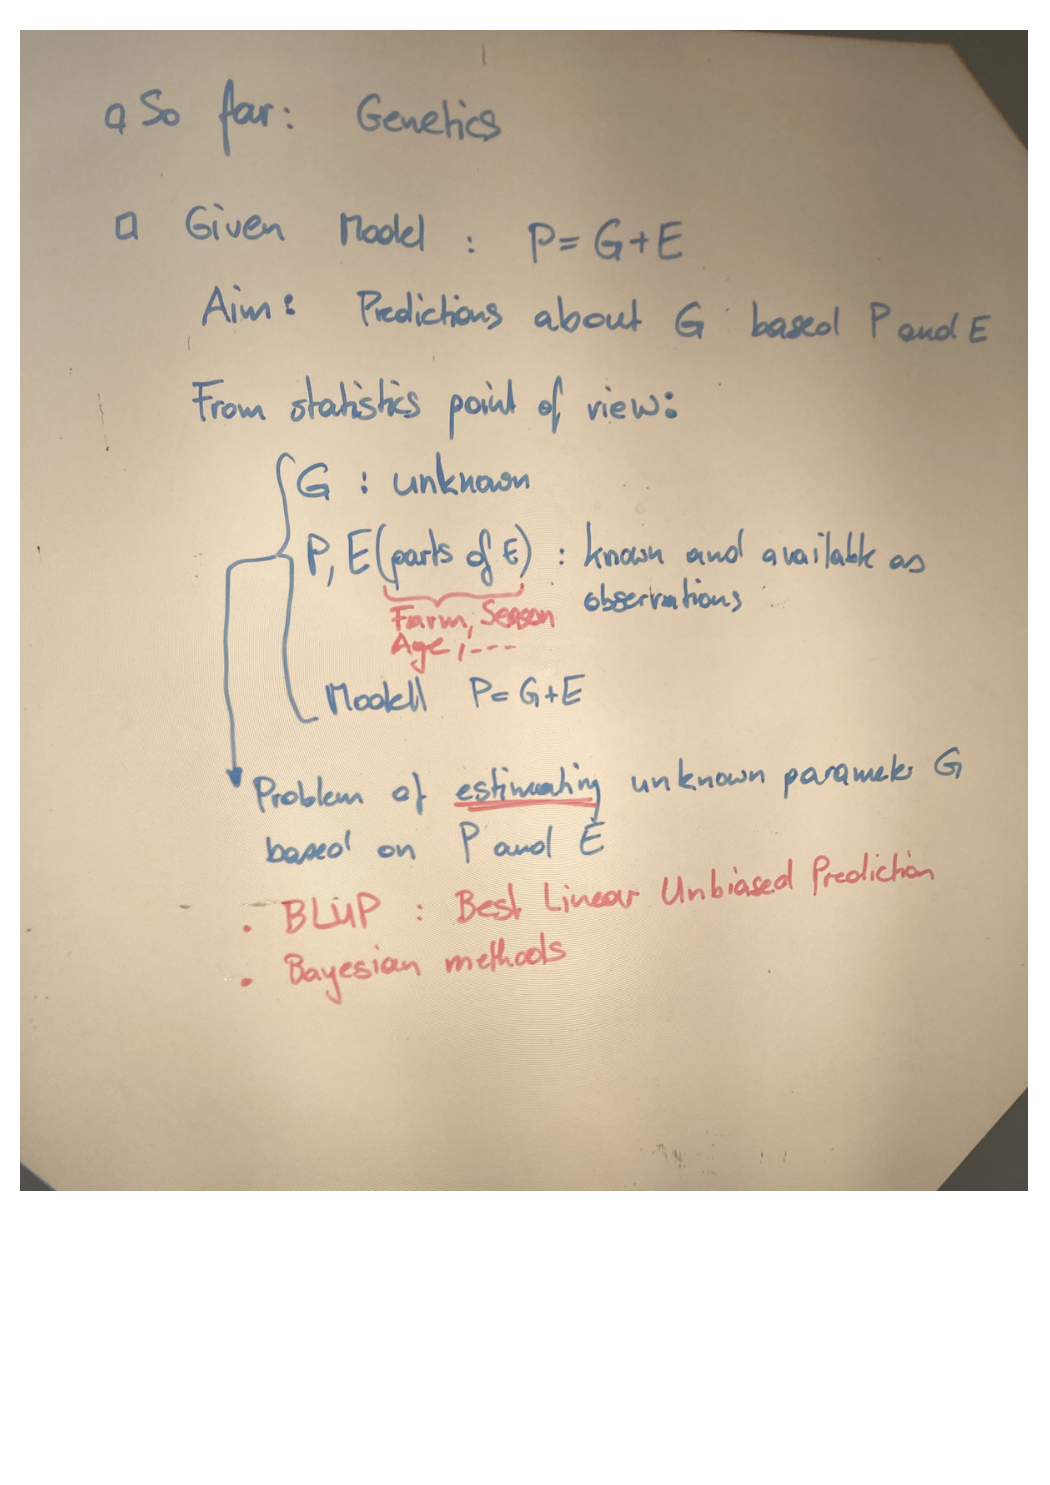 So far: Genetics
Given Model : P = G + E
Aim: Predictions about G based P and E
From statistics point of view:
G : unknown
P, E (parts of E) : known and available as
observations
Farm, Season
Age, ---
Modell P = G + E
Problem of estimating unknown parameter G
based on P and E
• BLUP : Best Linear Unbiased Prediction
• Bayesian methods